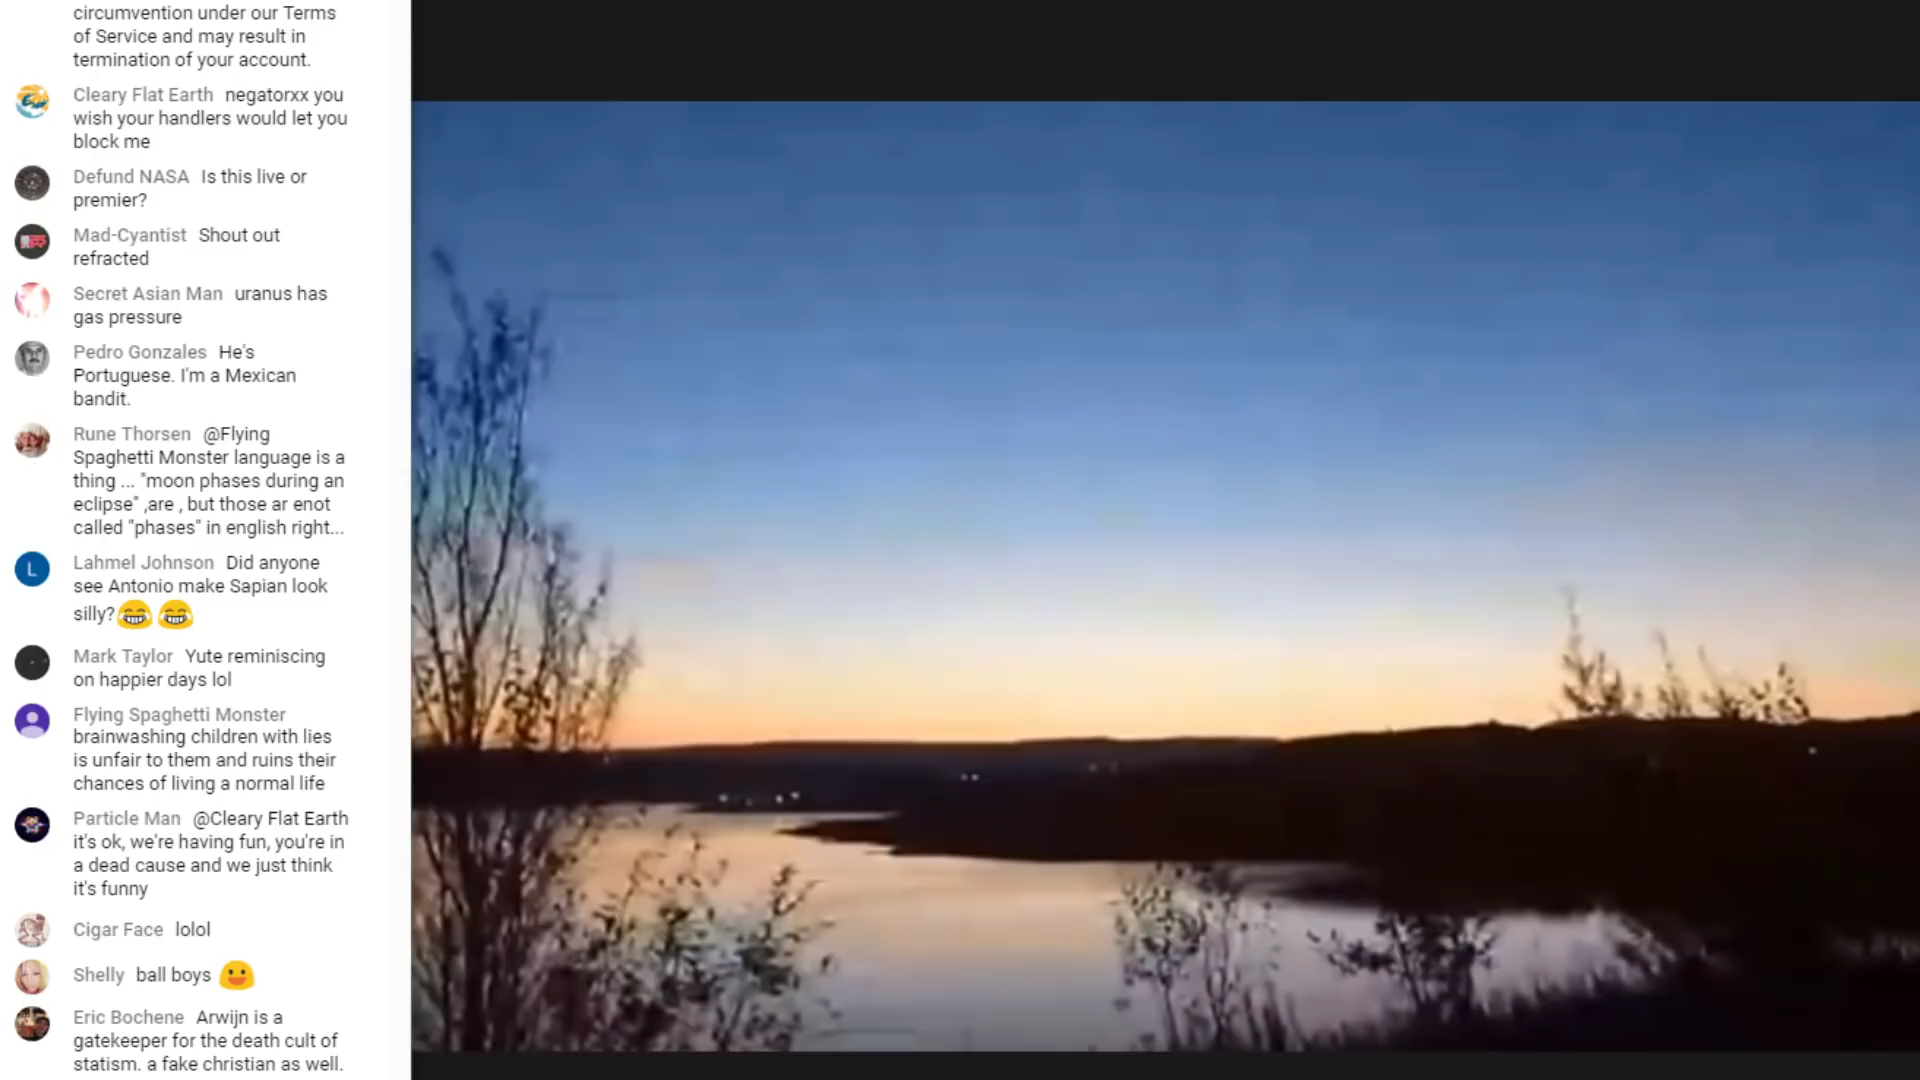 circumvention under our Terms
of Service and may result in
termination of your account.
Cleary Flat Earth negatorxx you
wish your handlers would let you
block me
Defund NASA Is this live or
premier?
Mad-Cyantist Shout out
refracted
Secret Asian Man uranus has
gas pressure
Pedro Gonzales He's
Portuguese. I'm a Mexican
bandit.
Rune Thorsen @Flying
Spaghetti Monster language is a
thing ... "moon phases during an
eclipse" ,are , but those ar enot
called "phases" in english right...
L
Lahmel Johnson Did anyone
see Antonio make Sapian look
silly?😂 😂
Mark Taylor Yute reminiscing
on happier days lol
Flying Spaghetti Monster
brainwashing children with lies
is unfair to them and ruins their
chances of living a normal life
Particle Man @Cleary Flat Earth
it's ok, we're having fun, you're in
a dead cause and we just think
it's funny
Cigar Face lolol
Shelly ball boys 😃
Eric Bochene Arwijn is a
gatekeeper for the death cult of
statism. a fake christian as well.